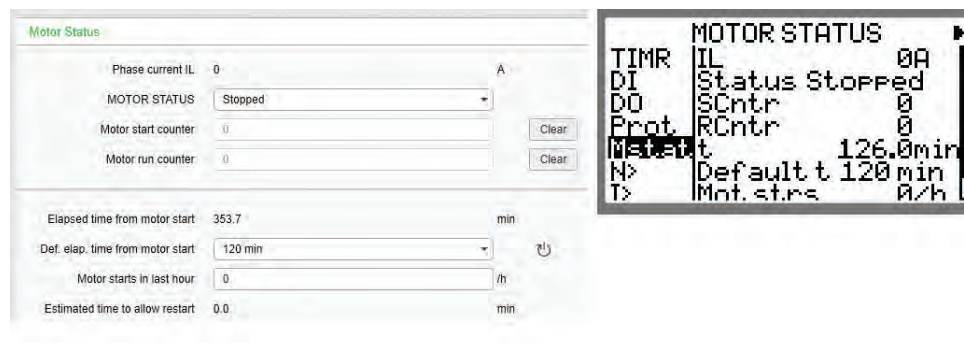 Motor Status
Phase current IL 0 A
MOTOR STATUS Stopped
Motor start counter 0 Clear
Motor run counter 0 Clear
Elapsed time from motor start 353.7 min
Def. elap. time from motor start 120 min
Motor starts in last hour 0 /h
Estimated time to allow restart 0.0 min
MOTOR STATUS
TIMR IL 0A
DI Status Stopped
DO SCntr 0
Prot RCntr 0
Mstat t 126.0min
N> Default t 120 min
I> Mot.strs 0/h